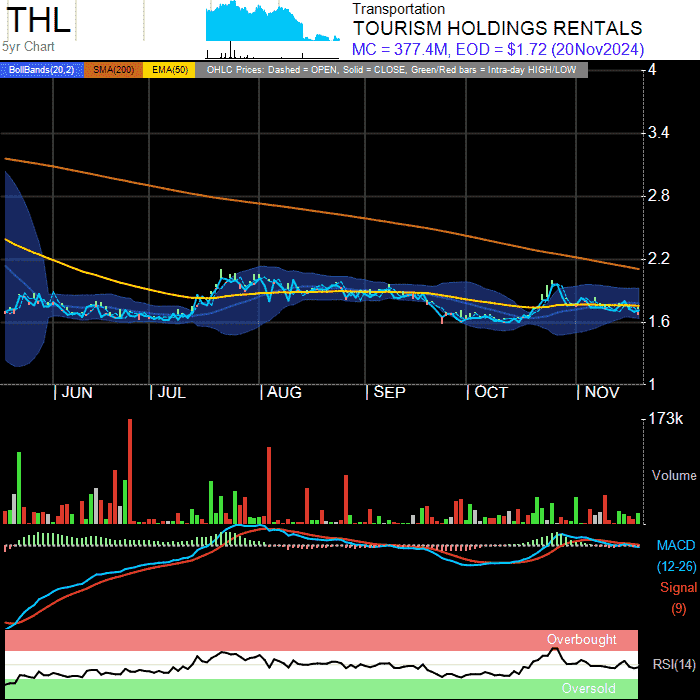 THL
5yr Chart
Transportation
TOURISM HOLDINGS RENTALS
MC = 377.4M, EOD = $1.72 (20Nov2024)
BollBands(20,2) SMA(200) EMA(50) OHLC Prices: Dashed = OPEN, Solid = CLOSE, Green/Red bars = Intra-day HIGH/LOW
4
3.4
2.8
2.2
1.6
1
JUN JUL AUG SEP OCT NOV
173k
Volume
MACD
(12-26)
Signal
(9)
Overbought
RSI(14)
Oversold